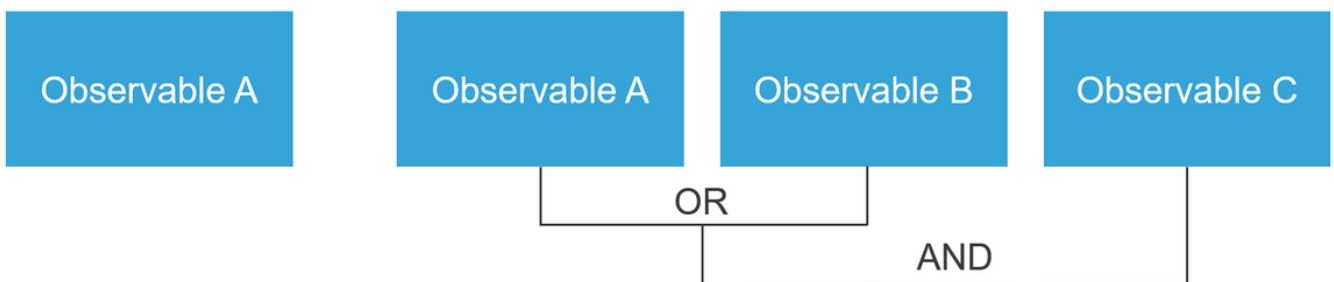 Observable A
Observable A
Observable B
Observable C
OR
AND